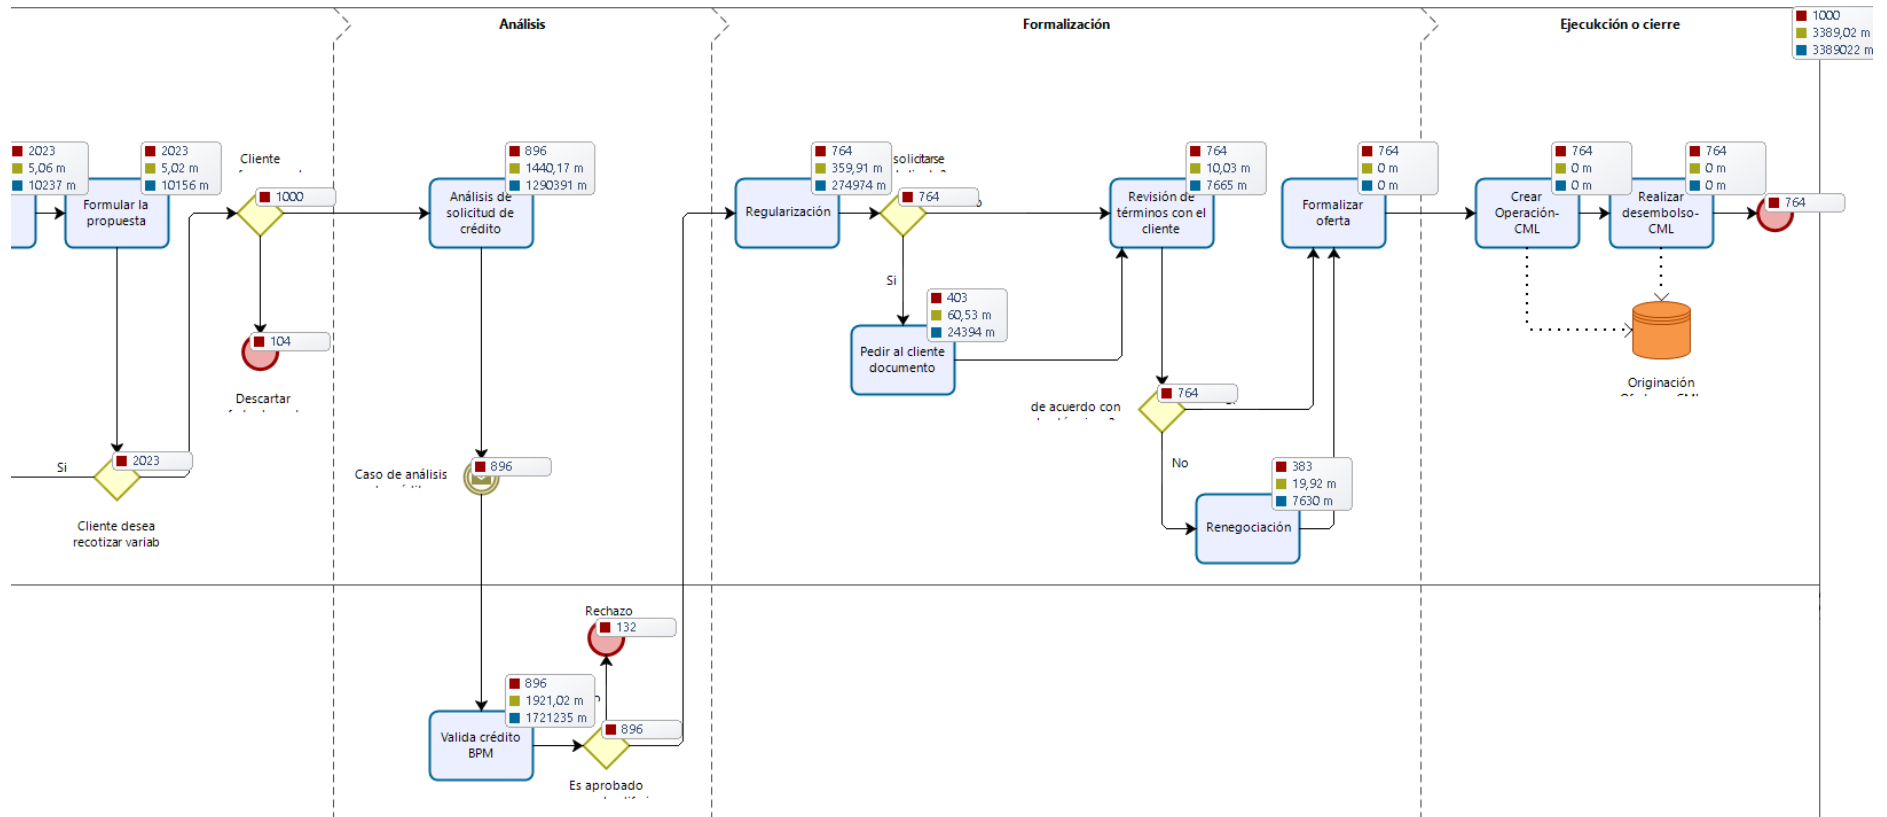 Análisis
Formalización
Ejecukción o cierre
1000
3389,02 m
3389022 m
2023
5,06 m
10237 m
2023
5,02 m
10156 m
Formular la
propuesta
Cliente
1000
104
Descartar
Si
2023
Cliente desea
recotizar variab
896
1440,17 m
1290391 m
Análisis de
solicitud de
crédito
896
Caso de análisis
Rechazo
132
896
1921,02 m
1721235 m
Valida crédito
BPM
896
Es aprobado
764
359,91 m
274974 m
Regularización
solicitarse
764
Si
403
60,53 m
24394 m
Pedir al cliente
documento
764
10,03 m
7665 m
Revisión de
términos con el
cliente
de acuerdo con
764
No
383
19,92 m
7630 m
Renegociación
764
0 m
0 m
Formalizar
oferta
764
0 m
0 m
Crear
Operación-
CML
764
0 m
0 m
Realizar
desembolso-
CML
764
Originación